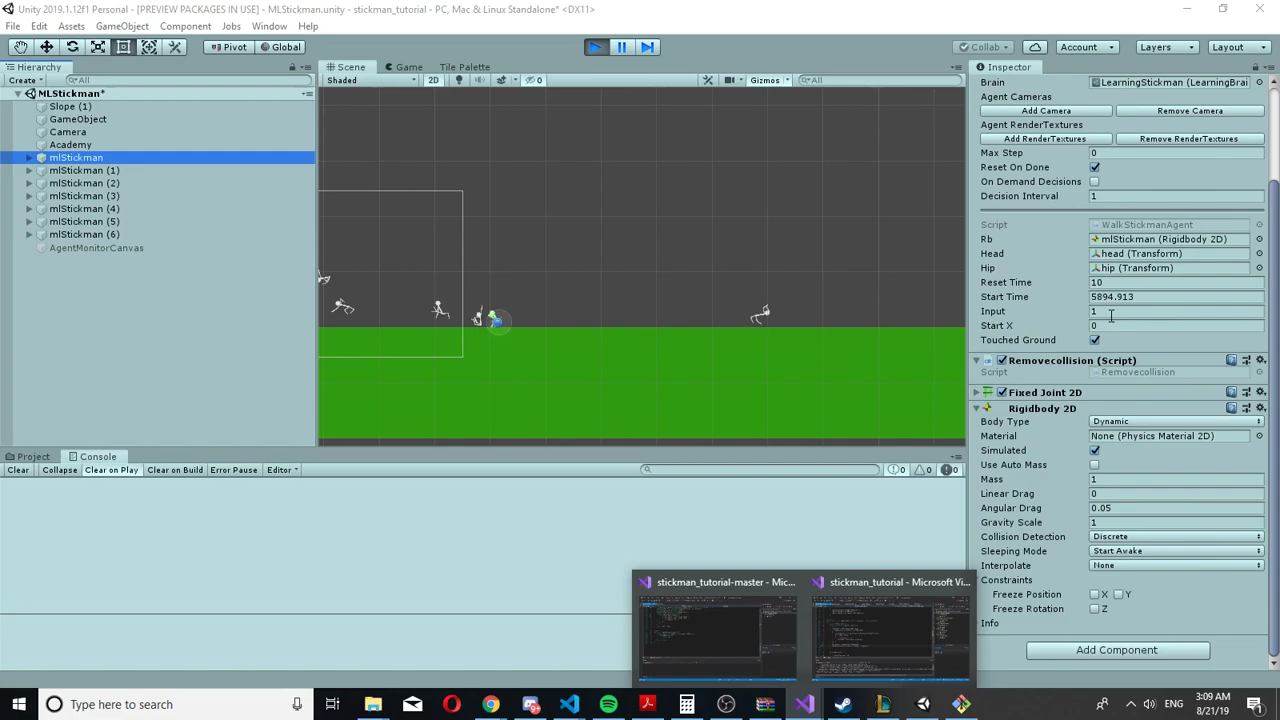 Unity 2019.1.12f1 Personal - [PREVIEW PACKAGES IN USE] - MLStickman.unity - stickman_tutorial - PC, Mac & Linux Standalone* <DX11>
File Edit Assets GameObject Component Jobs Window Help
Pivot Global Collab Account Layers Layout
Hierarchy Scene Game Tile Palette Inspector
Create All Shaded 2D 0 Gizmos All
MLStickman*
Slope (1)
GameObject
Camera
Academy
mlStickman
mlStickman (1)
mlStickman (2)
mlStickman (3)
mlStickman (4)
mlStickman (5)
mlStickman (6)
AgentMonitorCanvas
Brain LearningStickman (LearningBrai
Agent Cameras
Add Camera Remove Camera
Agent RenderTextures
Add RenderTextures Remove RenderTextures
Max Step 0
Reset On Done
On Demand Decisions
Decision Interval 1
Script WalkStickmanAgent
Rb mlStickman (Rigidbody 2D)
Head head (Transform)
Hip hip (Transform)
Reset Time 10
Start Time 5894.913
Input 1
Start X 0
Touched Ground
Removecollision (Script)
Script Removecollision
Fixed Joint 2D
Rigidbody 2D
Body Type Dynamic
Material None (Physics Material 2D)
Simulated
Use Auto Mass
Mass 1
Linear Drag 0
Angular Drag 0.05
Gravity Scale 1
Collision Detection Discrete
Sleeping Mode Start Awake
Interpolate None
Constraints
Freeze Position X Y
Freeze Rotation Z
Info
Add Component
Project Console
Clear Collapse Clear on Play Clear on Build Error Pause Editor 0 0 0
stickman_tutorial-master - Mic... stickman_tutorial - Microsoft Vi...
Type here to search
ENG
3:09 AM
8/21/19